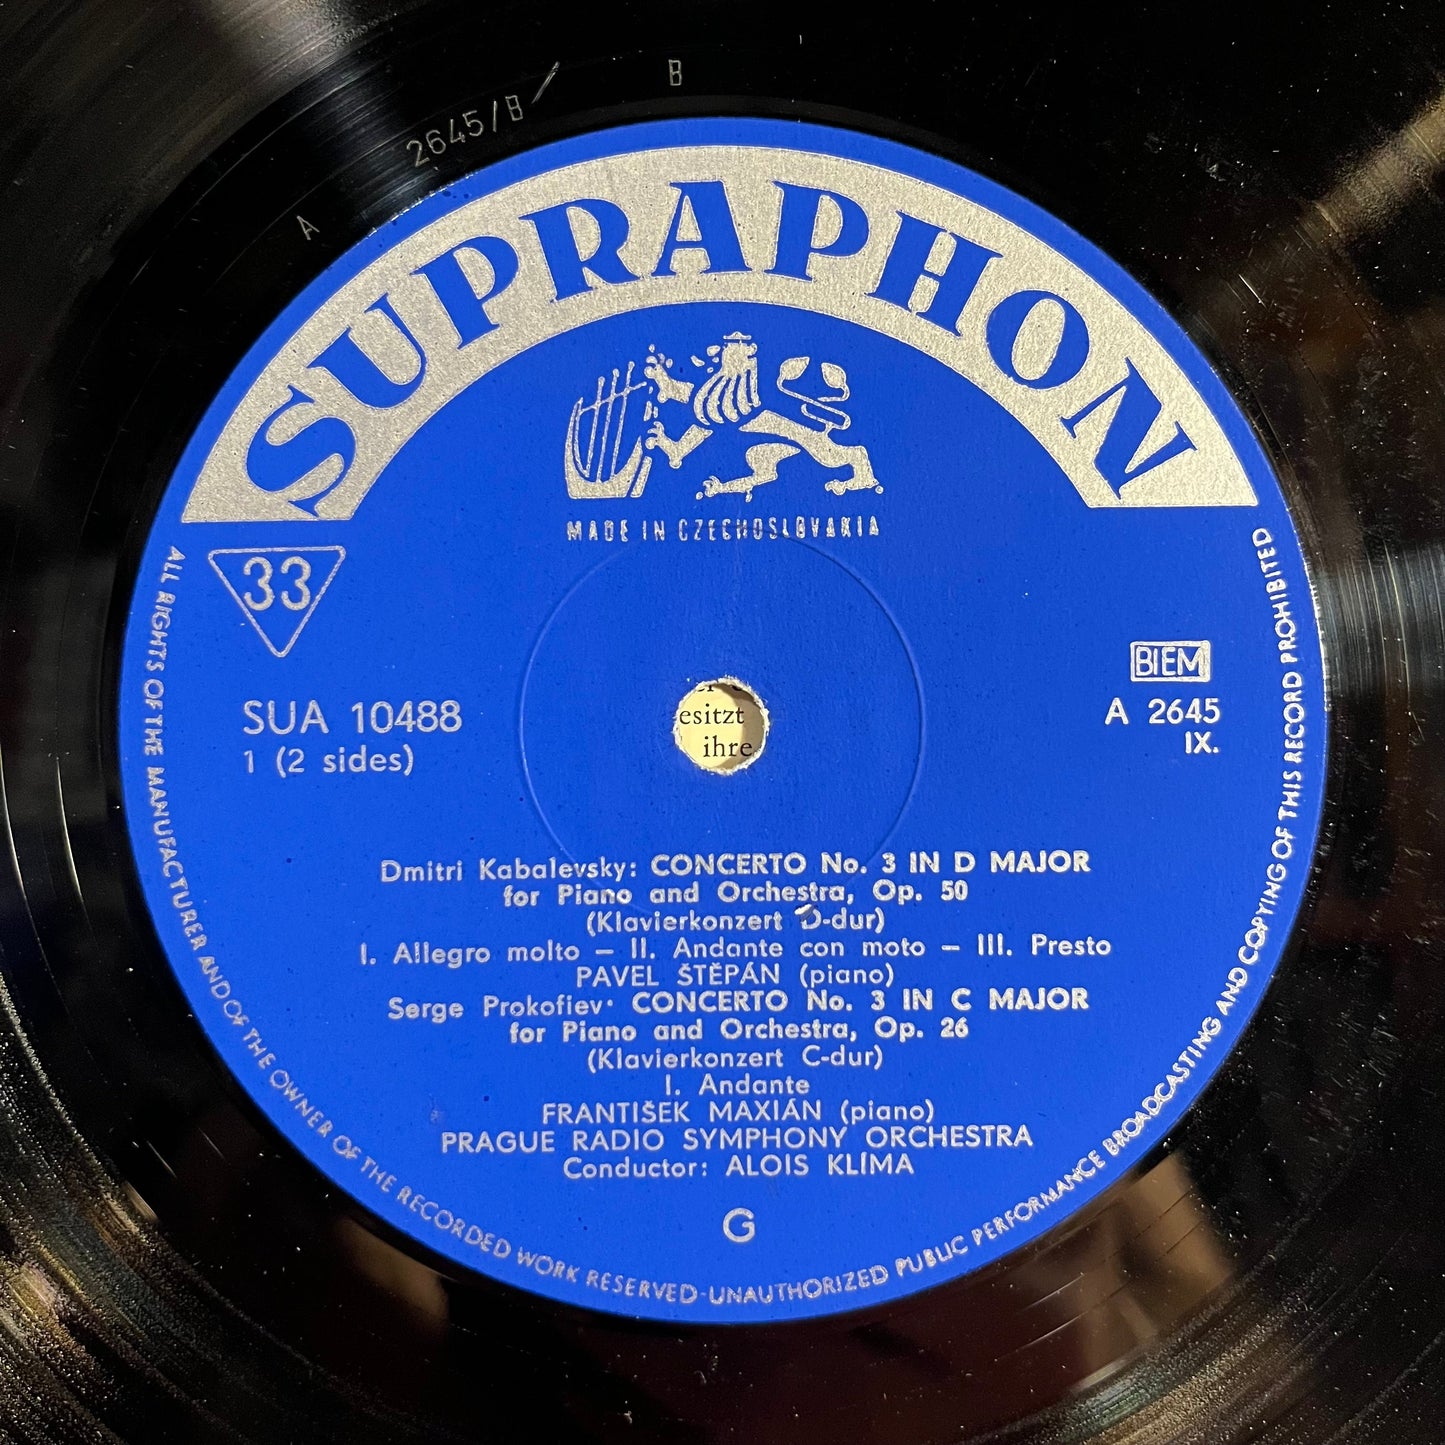 A 2645/B/ B
SUPRAPHON
MADE IN CZECHOSLOVAKIA
33
BIEM
SUA 10488
1 (2 sides)
A 2645
IX.
esitzt
ihre
Dmitri Kabalevsky: CONCERTO No. 3 IN D MAJOR
for Piano and Orchestra, Op. 50
(Klavierkonzert D-dur)
I. Allegro molto – II. Andante con moto – III. Presto
PAVEL ŠTĚPÁN (piano)
Serge Prokofiev· CONCERTO No. 3 IN C MAJOR
for Piano and Orchestra, Op. 26
(Klavierkonzert C-dur)
I. Andante
FRANTIŠEK MAXIÁN (piano)
PRAGUE RADIO SYMPHONY ORCHESTRA
Conductor: ALOIS KLÍMA
G
ALL RIGHTS OF THE MANUFACTURER AND OF THE OWNER OF THE RECORDED WORK RESERVED-UNAUTHORIZED PUBLIC PERFORMANCE BROADCASTING AND COPYING OF THIS RECORD PROHIBITED